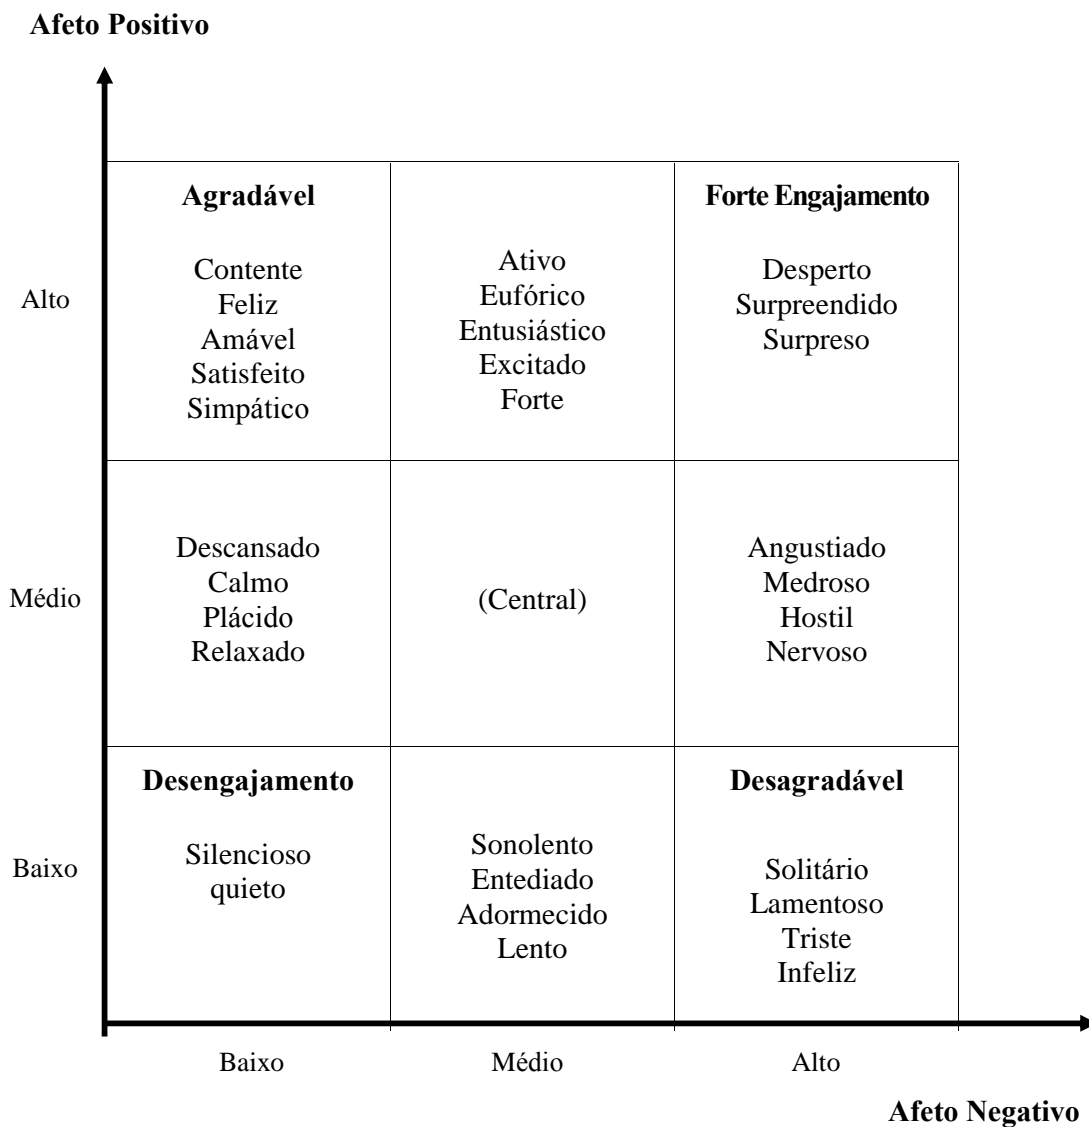 Afeto Positivo
Alto
Agradável
Contente
Feliz
Amável
Satisfeito
Simpático
Ativo
Eufórico
Entusiástico
Excitado
Forte
Forte Engajamento
Desperto
Surpreendido
Surpreso
Médio
Descansado
Calmo
Plácido
Relaxado
(Central)
Angustiado
Medroso
Hostil
Nervoso
Baixo
Desengajamento
Silencioso
quieto
Sonolento
Entediado
Adormecido
Lento
Desagradável
Solitário
Lamentoso
Triste
Infeliz
Baixo
Médio
Alto
Afeto Negativo